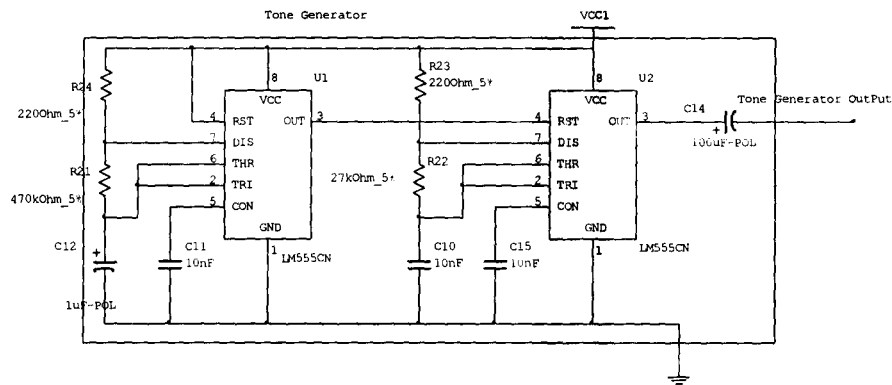 Tone Generator
VCC1
R24
220Ohm_5%
R21
470kOhm_5%
C12
+
1uF-POL
C11
10nF
8
U1
VCC
4
RST
OUT
3
7
DIS
6
THR
2
TRI
5
CON
GND
1
LM555CN
R23
220Ohm_5%
R22
27kOhm_5%
C10
10nF
C15
10nF
8
U2
VCC
4
RST
OUT
3
7
DIS
6
THR
2
TRI
5
CON
GND
1
LM555CN
C14
+
100uF-POL
Tone Generator OutPut